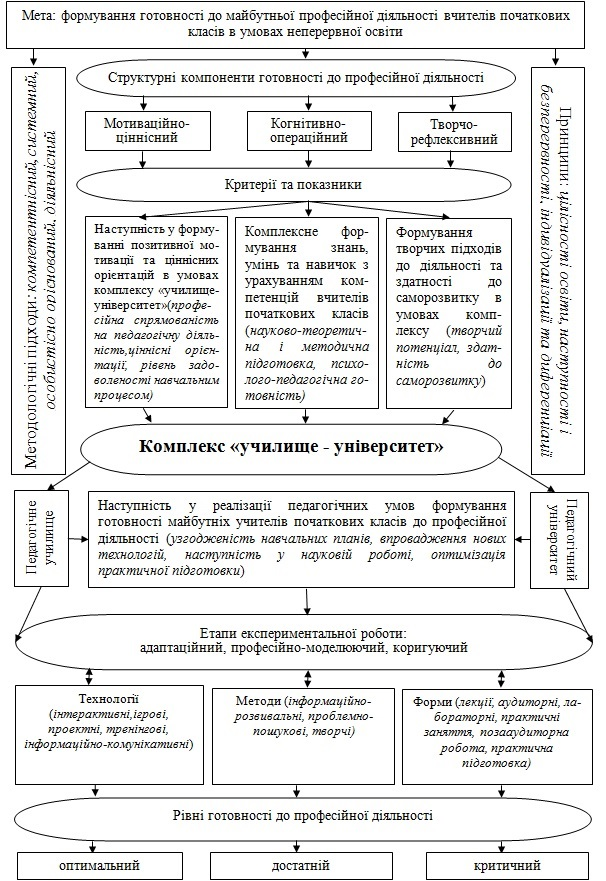 Мета: формування готовності до майбутньої професійної діяльності вчителів початкових
класів в умовах неперервної освіти
Методологічні підходи: компетентнісний, системний,
особистісно орієнований, діяльнісний
Структурні компоненти готовності до професійної діяльності
Мотиваційно-
ціннісний
Когнітивно-
операційний
Творчо-
рефлексивний
Критерії та показники
Наступність у форму-
ванні позитивної мо-
тивації та ціннісних
орієнтацій в умовах
комплексу «училище-
університет»(профе-
сійна спрямованість
на педагогічну діяль-
ність,ціннісні орієн-
тації, рівень задо-
воленості навчальним
процесом)
Комплексне фор-
мування знань,
умінь та навичок з
урахуванням ком-
петенцій вчителів
початкових класів
(науково-теоретич-
на і методична
підготовка, психо-
лого-педагогічна го-
товність)
Формування
творчих підходів
до діяльності та
здатності до
саморозвитку в
умовах ком-
плексу (творчий
потенціал, здат-
ність до
саморозвитку)
Принципи: цілісності освіти, наступності і
безперервності, індивідуалізації та диференціації
Комплекс «училище - університет»
Педагогічне
училище
Наступність у реалізації педагогічних умов формування
готовності майбутніх учителів початкових класів до професійної
діяльності (узгодженість навчальних планів, впровадження нових
технологій, наступність у науковій роботі, оптимізація
практичної підготовки)
Педагогічний
університет
Етапи експериментальної роботи:
адаптаційний, професійно-моделюючий, коригуючий
Технології
(інтерактивні,ігрові,
проектні, тренінгові,
інформаційно-комунікативні)
Методи (інформаційно-
розвивальні, проблемно-
пошукові, творчі)
Форми (лекції, аудиторні, ла-
бораторні, практичні
заняття, позааудиторна
робота, практична
підготовка)
Рівні готовності до професійної діяльності
оптимальний
достатній
критичний